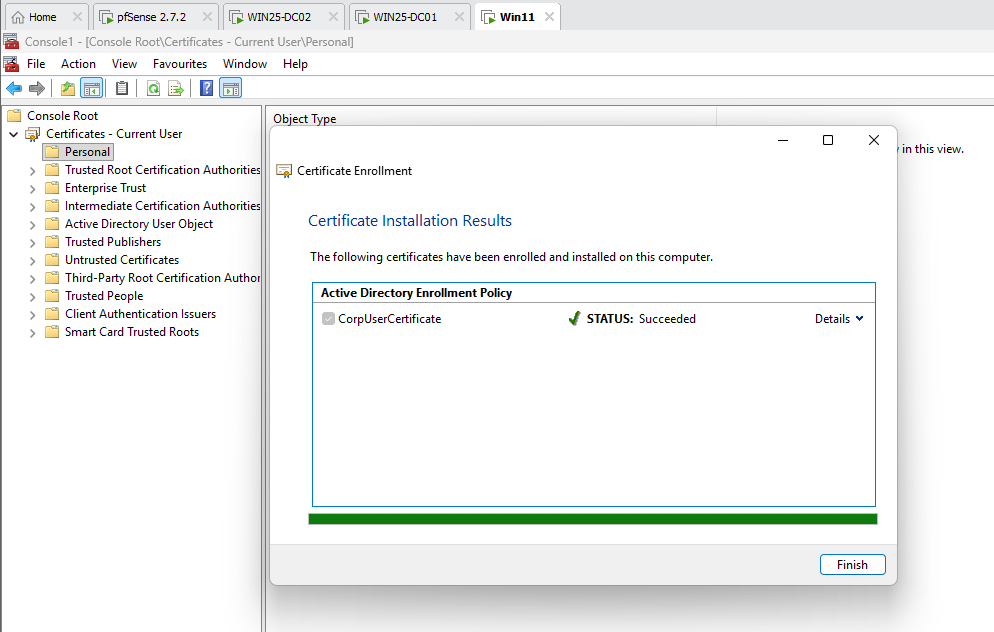 Home
pfSense 2.7.2
WIN25-DC02
WIN25-DC01
Win11
Console1 - [Console Root\Certificates - Current User\Personal]
File Action View Favourites Window Help
Console Root
Certificates - Current User
Personal
Trusted Root Certification Authorities
Enterprise Trust
Intermediate Certification Authorities
Active Directory User Object
Trusted Publishers
Untrusted Certificates
Third-Party Root Certification Author
Trusted People
Client Authentication Issuers
Smart Card Trusted Roots
Object Type
in this view.
Certificate Enrollment
Certificate Installation Results
The following certificates have been enrolled and installed on this computer.
Active Directory Enrollment Policy
CorpUserCertificate STATUS: Succeeded Details
Finish